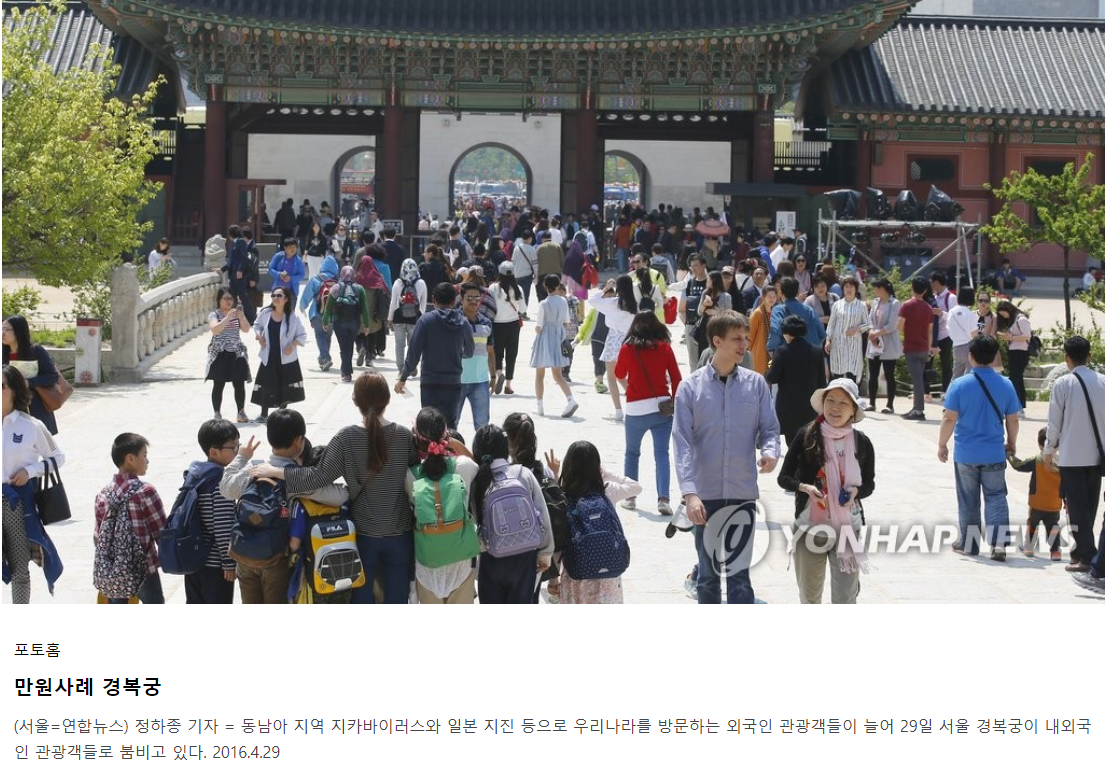 FILA
YONHAP NEWS
포토홈
만원사례 경복궁
(서울=연합뉴스) 정하종 기자 = 동남아 지역 지카바이러스와 일본 지진 등으로 우리나라를 방문하는 외국인 관광객들이 늘어 29일 서울 경복궁이 내외국
인 관광객들로 붐비고 있다. 2016.4.29